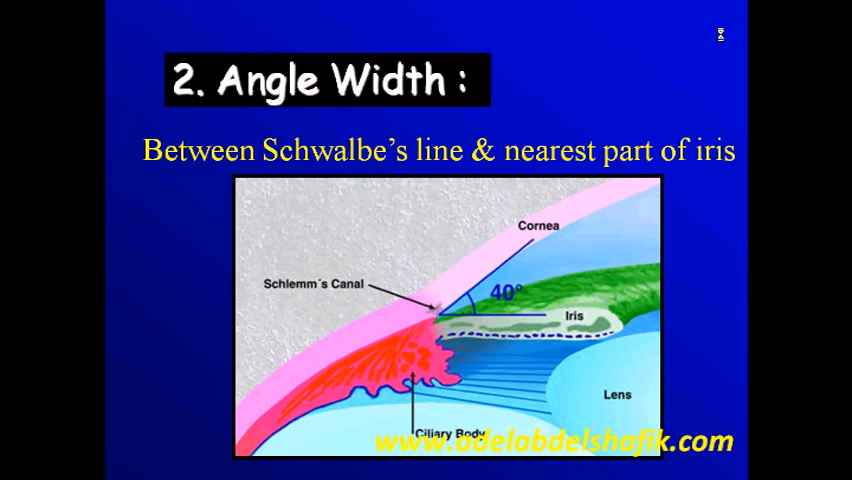 2. Angle Width :
Between Schwalbe's line & nearest part of iris
Cornea
Schlemm's Canal
40°
Iris
Lens
Ciliary Body
www.adelabdelshafik.com